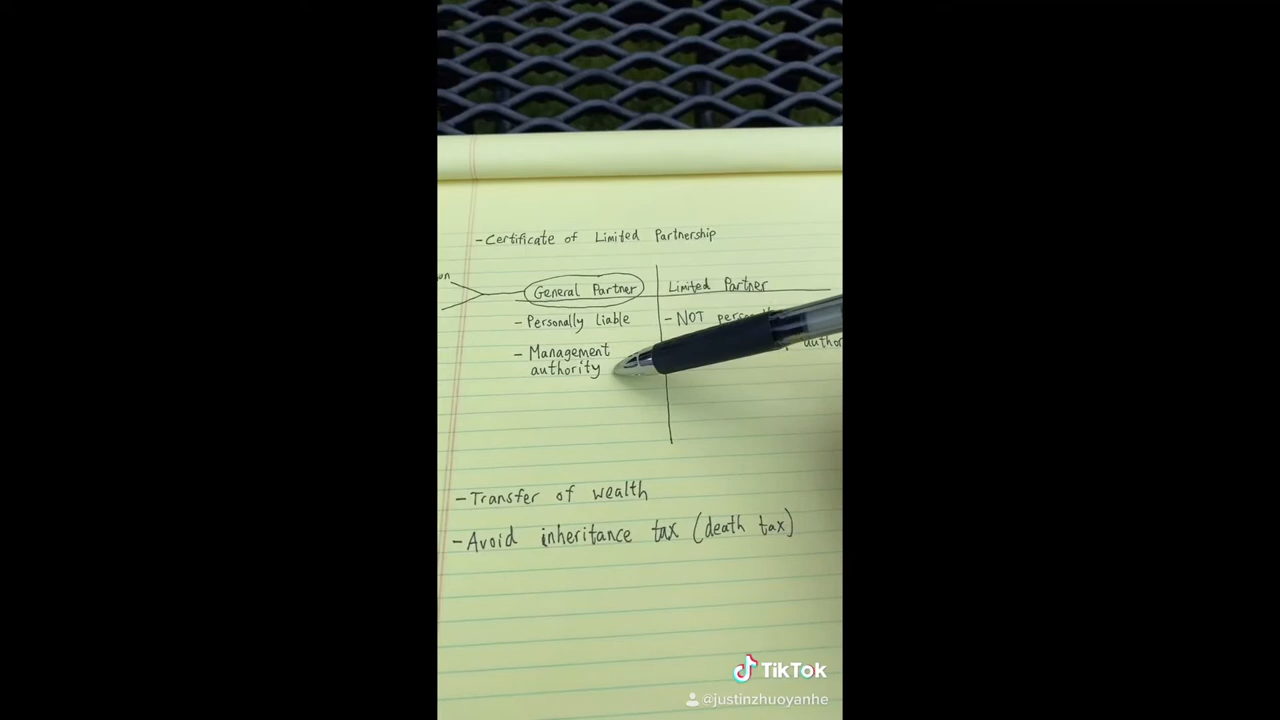 - Certificate of Limited Partnership
General Partner
Limited Partner
- Personally liable
- NOT
- Management
authority
- Transfer of wealth
- Avoid inheritance tax (death tax)
TikTok
@justinzhuoyanhe